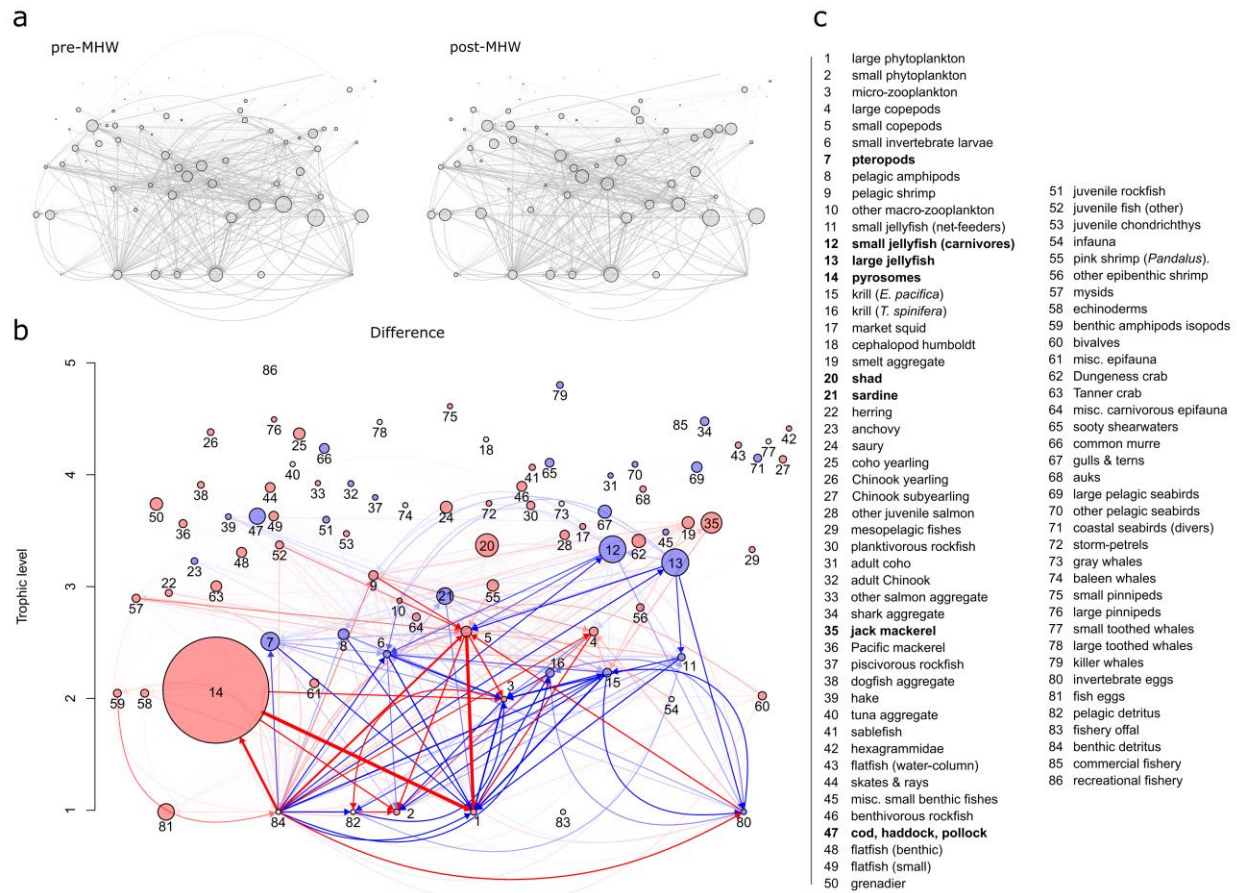 a
pre-MHW
post-MHW
b
Difference
Trophic level
5
4
3
2
1
86
79
76
75
25
26
66
78
18
85
34
43
77
42
71
27
40
41
65
70
69
31
44
33
32
46
68
38
37
50
72
24
72
30
73
36
39
47
49
51
53
67
17
28
45
19
35
62
20
12
13
29
52
48
23
22
63
57
9
21
55
10
64
56
7
8
6
5
4
11
16
15
3
14
61
59
58
54
60
81
84
82
2
1
83
80
c
1 large phytoplankton
2 small phytoplankton
3 micro-zooplankton
4 large copepods
5 small copepods
6 small invertebrate larvae
7 pteropods
8 pelagic amphipods
9 pelagic shrimp
10 other macro-zooplankton
11 small jellyfish (net-feeders)
12 small jellyfish (carnivores)
13 large jellyfish
14 pyrosomes
15 krill (E. pacifica)
16 krill (T. spinifera)
17 market squid
18 cephalopod humboldt
19 smelt aggregate
20 shad
21 sardine
22 herring
23 anchovy
24 saury
25 coho yearling
26 Chinook yearling
27 Chinook subyearling
28 other juvenile salmon
29 mesopelagic fishes
30 planktivorous rockfish
31 adult coho
32 adult Chinook
33 other salmon aggregate
34 shark aggregate
35 jack mackerel
36 Pacific mackerel
37 piscivorous rockfish
38 dogfish aggregate
39 hake
40 tuna aggregate
41 sablefish
42 hexagrammidae
43 flatfish (water-column)
44 skates & rays
45 misc. small benthic fishes
46 benthivorous rockfish
47 cod, haddock, pollock
48 flatfish (benthic)
49 flatfish (small)
50 grenadier
51 juvenile rockfish
52 juvenile fish (other)
53 juvenile chondrichthys
54 infauna
55 pink shrimp (Pandalus).
56 other epibenthic shrimp
57 mysids
58 echinoderms
59 benthic amphipods isopods
60 bivalves
61 misc. epifauna
62 Dungeness crab
63 Tanner crab
64 misc. carnivorous epifauna
65 sooty shearwaters
66 common murre
67 gulls & terns
68 auks
69 large pelagic seabirds
70 other pelagic seabirds
71 coastal seabirds (divers)
72 storm-petrels
73 gray whales
74 baleen whales
75 small pinnipeds
76 large pinnipeds
77 small toothed whales
78 large toothed whales
79 killer whales
80 invertebrate eggs
81 fish eggs
82 pelagic detritus
83 fishery offal
84 benthic detritus
85 commercial fishery
86 recreational fishery